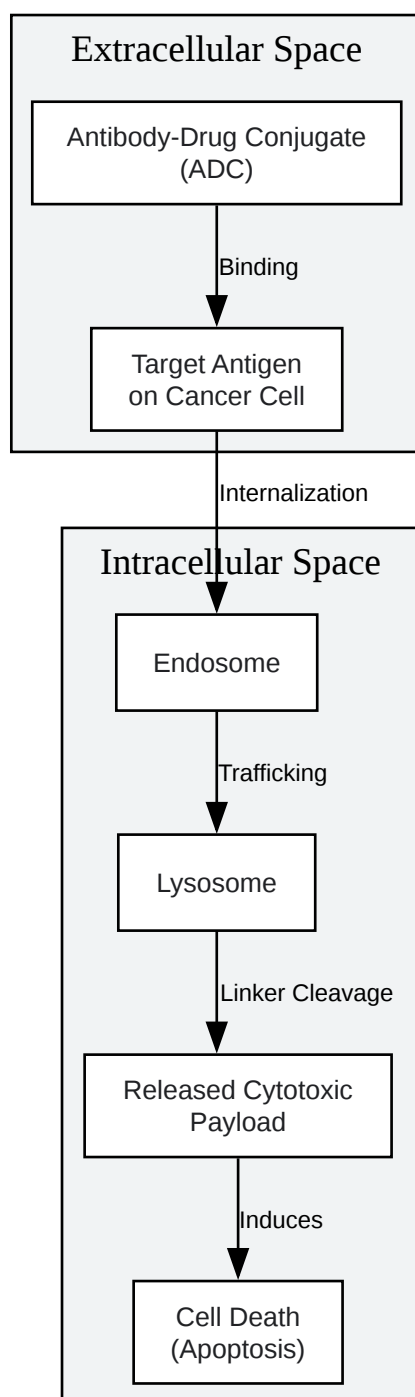 Extracellular Space
Antibody-Drug Conjugate
(ADC)
Binding
Target Antigen
on Cancer Cell
Internalization
Intracellular Space
Endosome
Trafficking
Lysosome
Linker Cleavage
Released Cytotoxic
Payload
Induces
Cell Death
(Apoptosis)